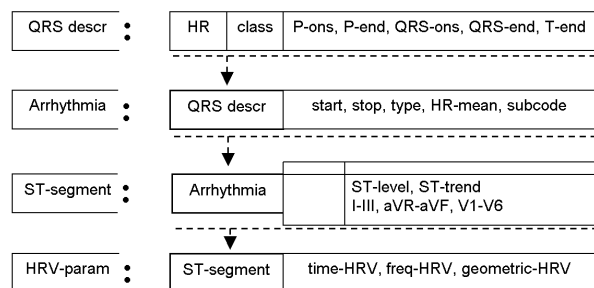 QRS descr : HR class P-ons, P-end, QRS-ons, QRS-end, T-end
Arrhythmia : QRS descr start, stop, type, HR-mean, subcode
ST-segment : Arrhythmia ST-level, ST-trend
I-III, aVR-aVF, V1-V6
HRV-param : ST-segment time-HRV, freq-HRV, geometric-HRV